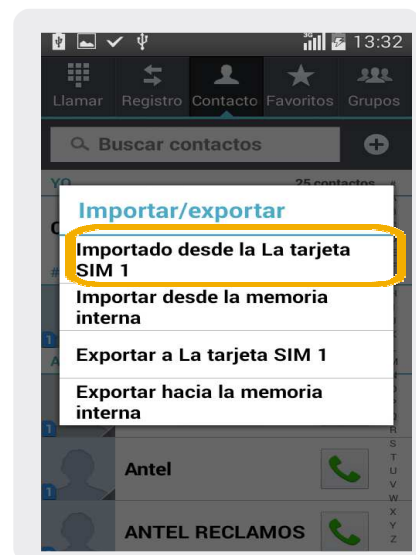 3G
13:32
Llamar Registro Contacto Favoritos Grupos
Buscar contactos
YO 25 contactos
Importar/exportar
Importado desde la La tarjeta
SIM 1
Importar desde la memoria
interna
Exportar a La tarjeta SIM 1
Exportar hacia la memoria
interna
Antel
ANTEL RECLAMOS
R
S
T
U
V
W
X
Y
Z